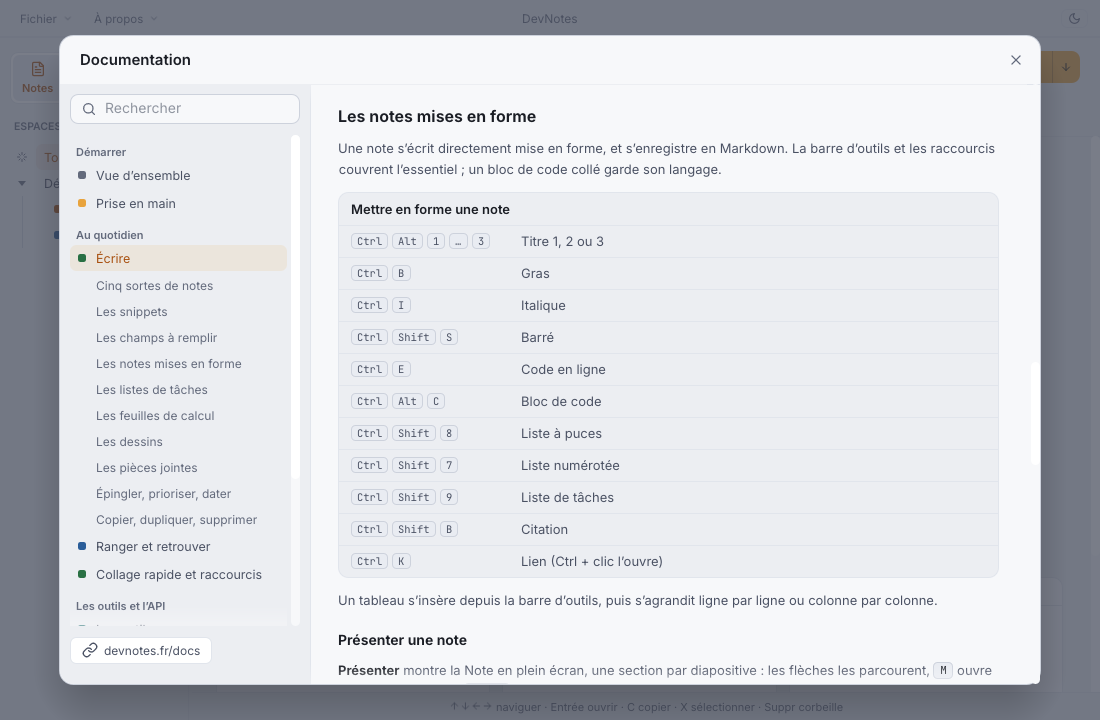 Fichier
À propos
DevNotes
Notes
ESPACES
Documentation
Rechercher
Démarrer
Vue d’ensemble
Prise en main
Au quotidien
Écrire
Cinq sortes de notes
Les snippets
Les champs à remplir
Les notes mises en forme
Les listes de tâches
Les feuilles de calcul
Les dessins
Les pièces jointes
Épingler, prioriser, dater
Copier, dupliquer, supprimer
Ranger et retrouver
Collage rapide et raccourcis
Les outils et l’API
devnotes.fr/docs
Les notes mises en forme
Une note s’écrit directement mise en forme, et s’enregistre en Markdown. La barre d’outils et les raccourcis
couvrent l’essentiel ; un bloc de code collé garde son langage.
Mettre en forme une note
Ctrl Alt 1 … 3 Titre 1, 2 ou 3
Ctrl B Gras
Ctrl I Italique
Ctrl Shift S Barré
Ctrl E Code en ligne
Ctrl Alt C Bloc de code
Ctrl Shift 8 Liste à puces
Ctrl Shift 7 Liste numérotée
Ctrl Shift 9 Liste de tâches
Ctrl Shift B Citation
Ctrl K Lien (Ctrl + clic l’ouvre)
Un tableau s’insère depuis la barre d’outils, puis s’agrandit ligne par ligne ou colonne par colonne.
Présenter une note
Présenter montre la Note en plein écran, une section par diapositive : les flèches les parcourent, M ouvre
↑ ↓ ← → naviguer · Entrée ouvrir · C copier · X sélectionner · Suppr corbeille